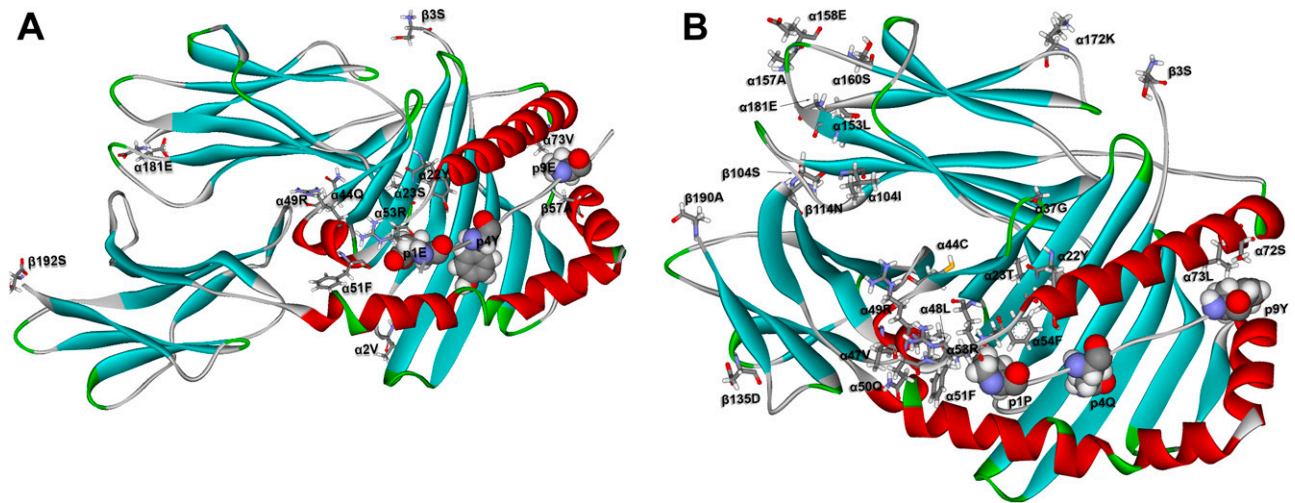 A
β3S
α73V
p9E
α22Y
α181E
α44Q
α23S
α49R
β57A
α53R
p4Y
p1E
β192S
α51F
α2V
B
α158E
α172K
β3S
α157A
α160S
α181E
α153L
β104S
α104I
β190A
β114N
α37G
α44C
α22Y
α72S
α23T
α73L
α49R
α48L
p9Y
α47V
α53R
α54F
β135D
α50Q
α51F
p1P
p4Q